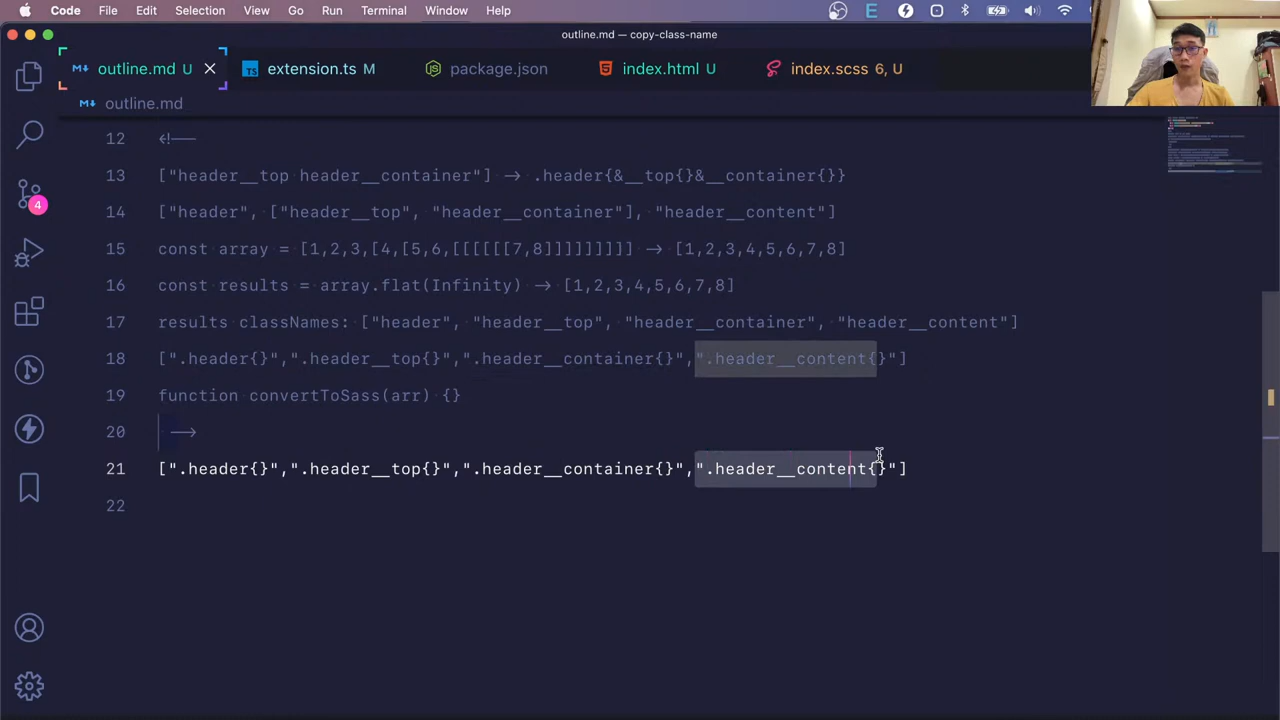 Code File Edit Selection View Go Run Terminal Window Help
outline.md — copy-class-name
outline.md U extension.ts M package.json index.html U index.scss 6, U
outline.md
12 <!--
13 ["header__top header__container"] -> .header{&__top{}&__container{}}
14 ["header", ["header__top", "header__container"], "header__content"]
15 const array = [1,2,3,[4,[5,6,[[[[[[7,8]]]]]]]]] -> [1,2,3,4,5,6,7,8]
16 const results = array.flat(Infinity) -> [1,2,3,4,5,6,7,8]
17 results classNames: ["header", "header__top", "header__container", "header__content"]
18 [".header{}",".header__top{}",".header__container{}",".header__content{}"]
19 function convertToSass(arr) {}
20 -->
21 [".header{}",".header__top{}",".header__container{}",".header__content{}"]
22
4